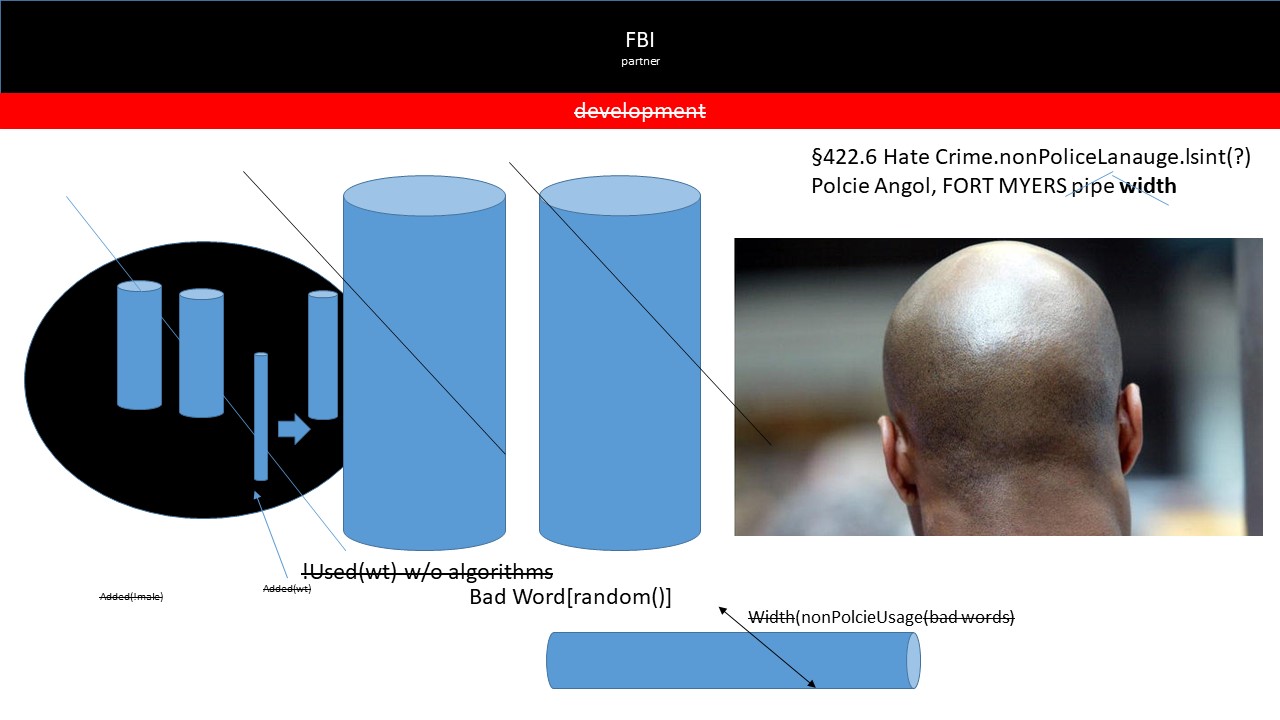 FBI
partner
development
§422.6 Hate Crime.nonPoliceLanauge.lsint(?)
Polcie Angol, FORT MYERS pipe width
!Used(wt) w/o algorithms
Added(wt)
Added(!male)
Bad Word[random()]
Width(nonPolcieUsage(bad words)